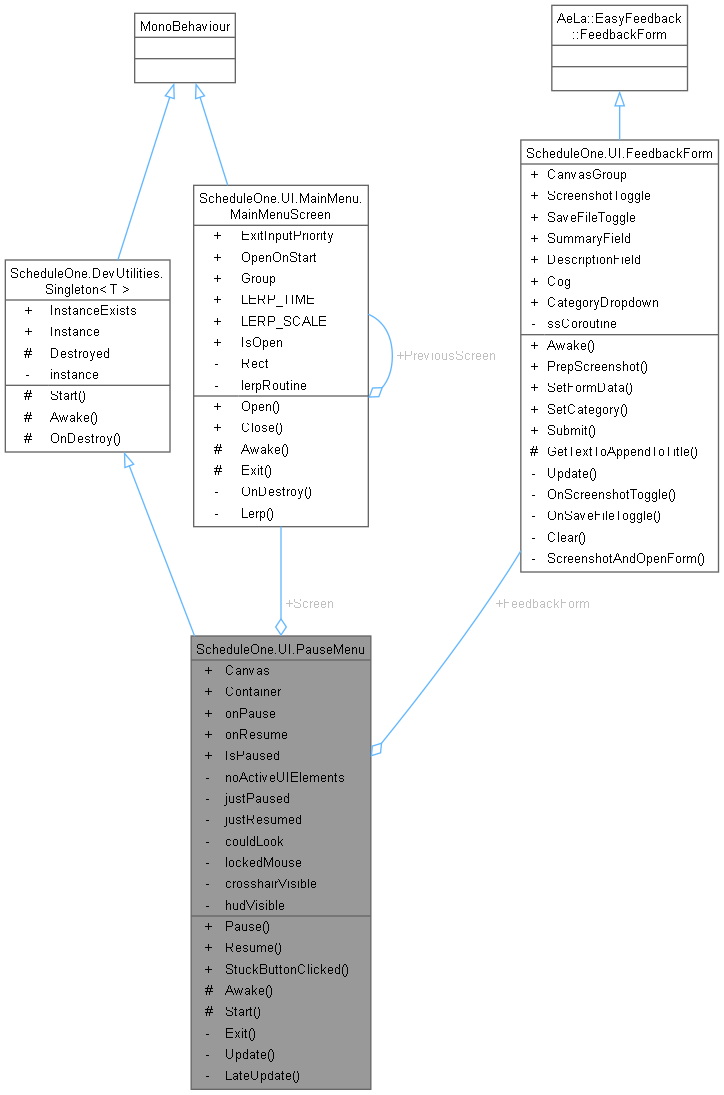 MonoBehaviour
AeLa::EasyFeedback
::FeedbackForm
ScheduleOne.UI.FeedbackForm
+ CanvasGroup
+ ScreenshotToggle
+ SaveFileToggle
+ SummaryField
+ DescriptionField
+ Cog
+ CategoryDropdown
- ssCoroutine
+ Awake()
+ PrepScreenshot()
+ SetFormData()
+ SetCategory()
+ Submit()
# GetTextToAppendToTitle()
- Update()
- OnScreenshotToggle()
- OnSaveFileToggle()
- Clear()
- ScreenshotAndOpenForm()
ScheduleOne.UI.MainMenu.
MainMenuScreen
+ ExitInputPriority
+ OpenOnStart
+ Group
+ LERP_TIME
+ LERP_SCALE
+ IsOpen
- Rect
- lerpRoutine
+ Open()
+ Close()
# Awake()
# Exit()
- OnDestroy()
- Lerp()
+PreviousScreen
ScheduleOne.DevUtilities.
Singleton< T >
+ InstanceExists
+ Instance
# Destroyed
- instance
# Start()
# Awake()
# OnDestroy()
+Screen
+FeedbackForm
ScheduleOne.UI.PauseMenu
+ Canvas
+ Container
+ onPause
+ onResume
+ IsPaused
- noActiveUIElements
- justPaused
- justResumed
- couldLook
- lockedMouse
- crosshairVisible
- hudVisible
+ Pause()
+ Resume()
+ StuckButtonClicked()
# Awake()
# Start()
- Exit()
- Update()
- LateUpdate()